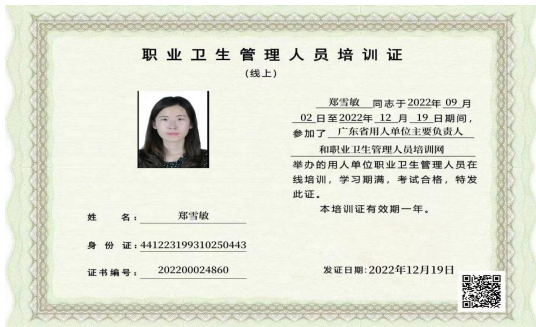 职业卫生管理人员培训证
(线上)
郑雪敏 同志于2022年 09 月
02 日至2022年 12 月 19 日期间，
参加了 广东省用人单位主要负责人
和职业卫生管理人员培训网
举办的用人单位职业卫生管理人员在
线培训，学习期满，考试合格，特发
此证。
本培训证有效期一年。
姓 名： 郑雪敏
身 份 证：441223199310250443
证书编号： 202200024860
发证日期：2022年12月19日